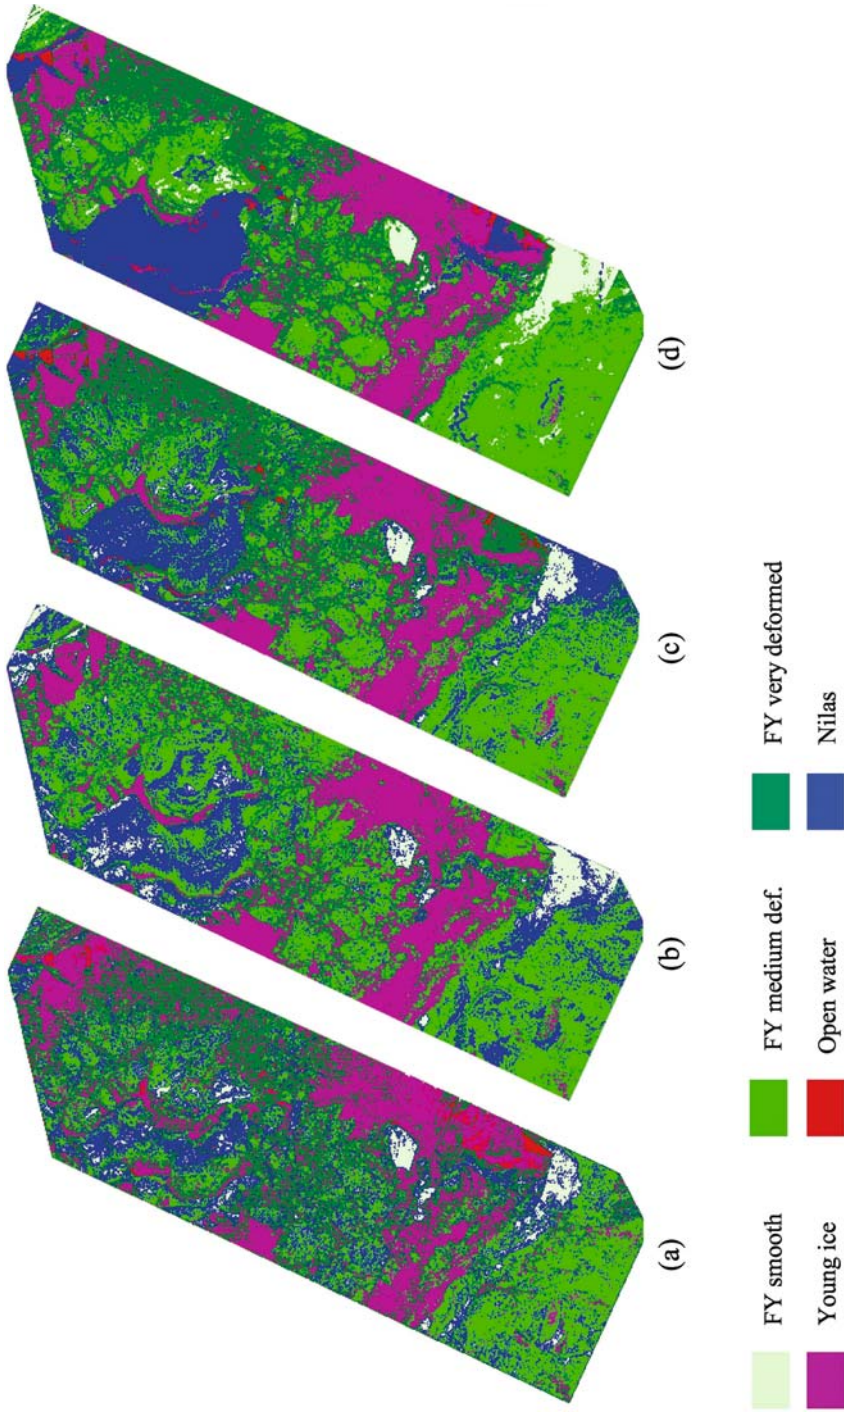 (a) (b) (c) (d)
FY smooth FY medium def. FY very deformed
Young ice Open water Nilas